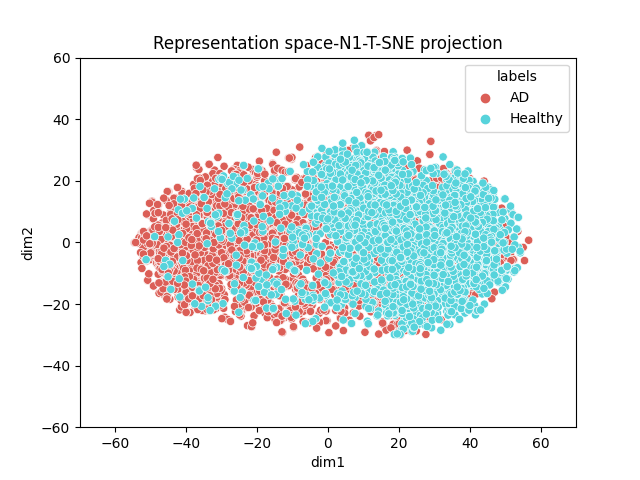 Representation space-N1-T-SNE projection
labels
AD
Healthy
60
40
20
0
−20
−40
−60
dim2
−60 −40 −20 0 20 40 60
dim1